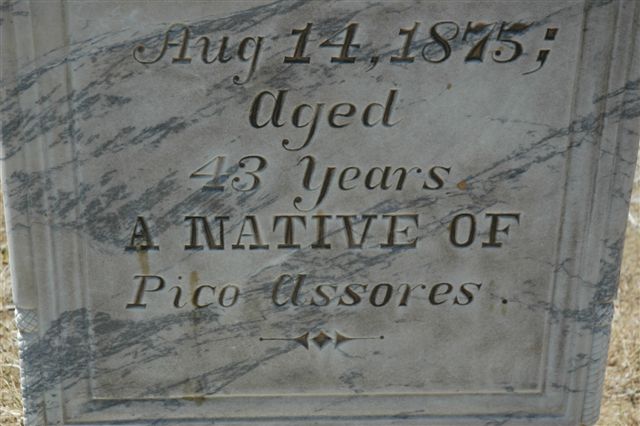 Aug 14, 1875;
Aged
43 Years.
A NATIVE OF
Pico Assores.